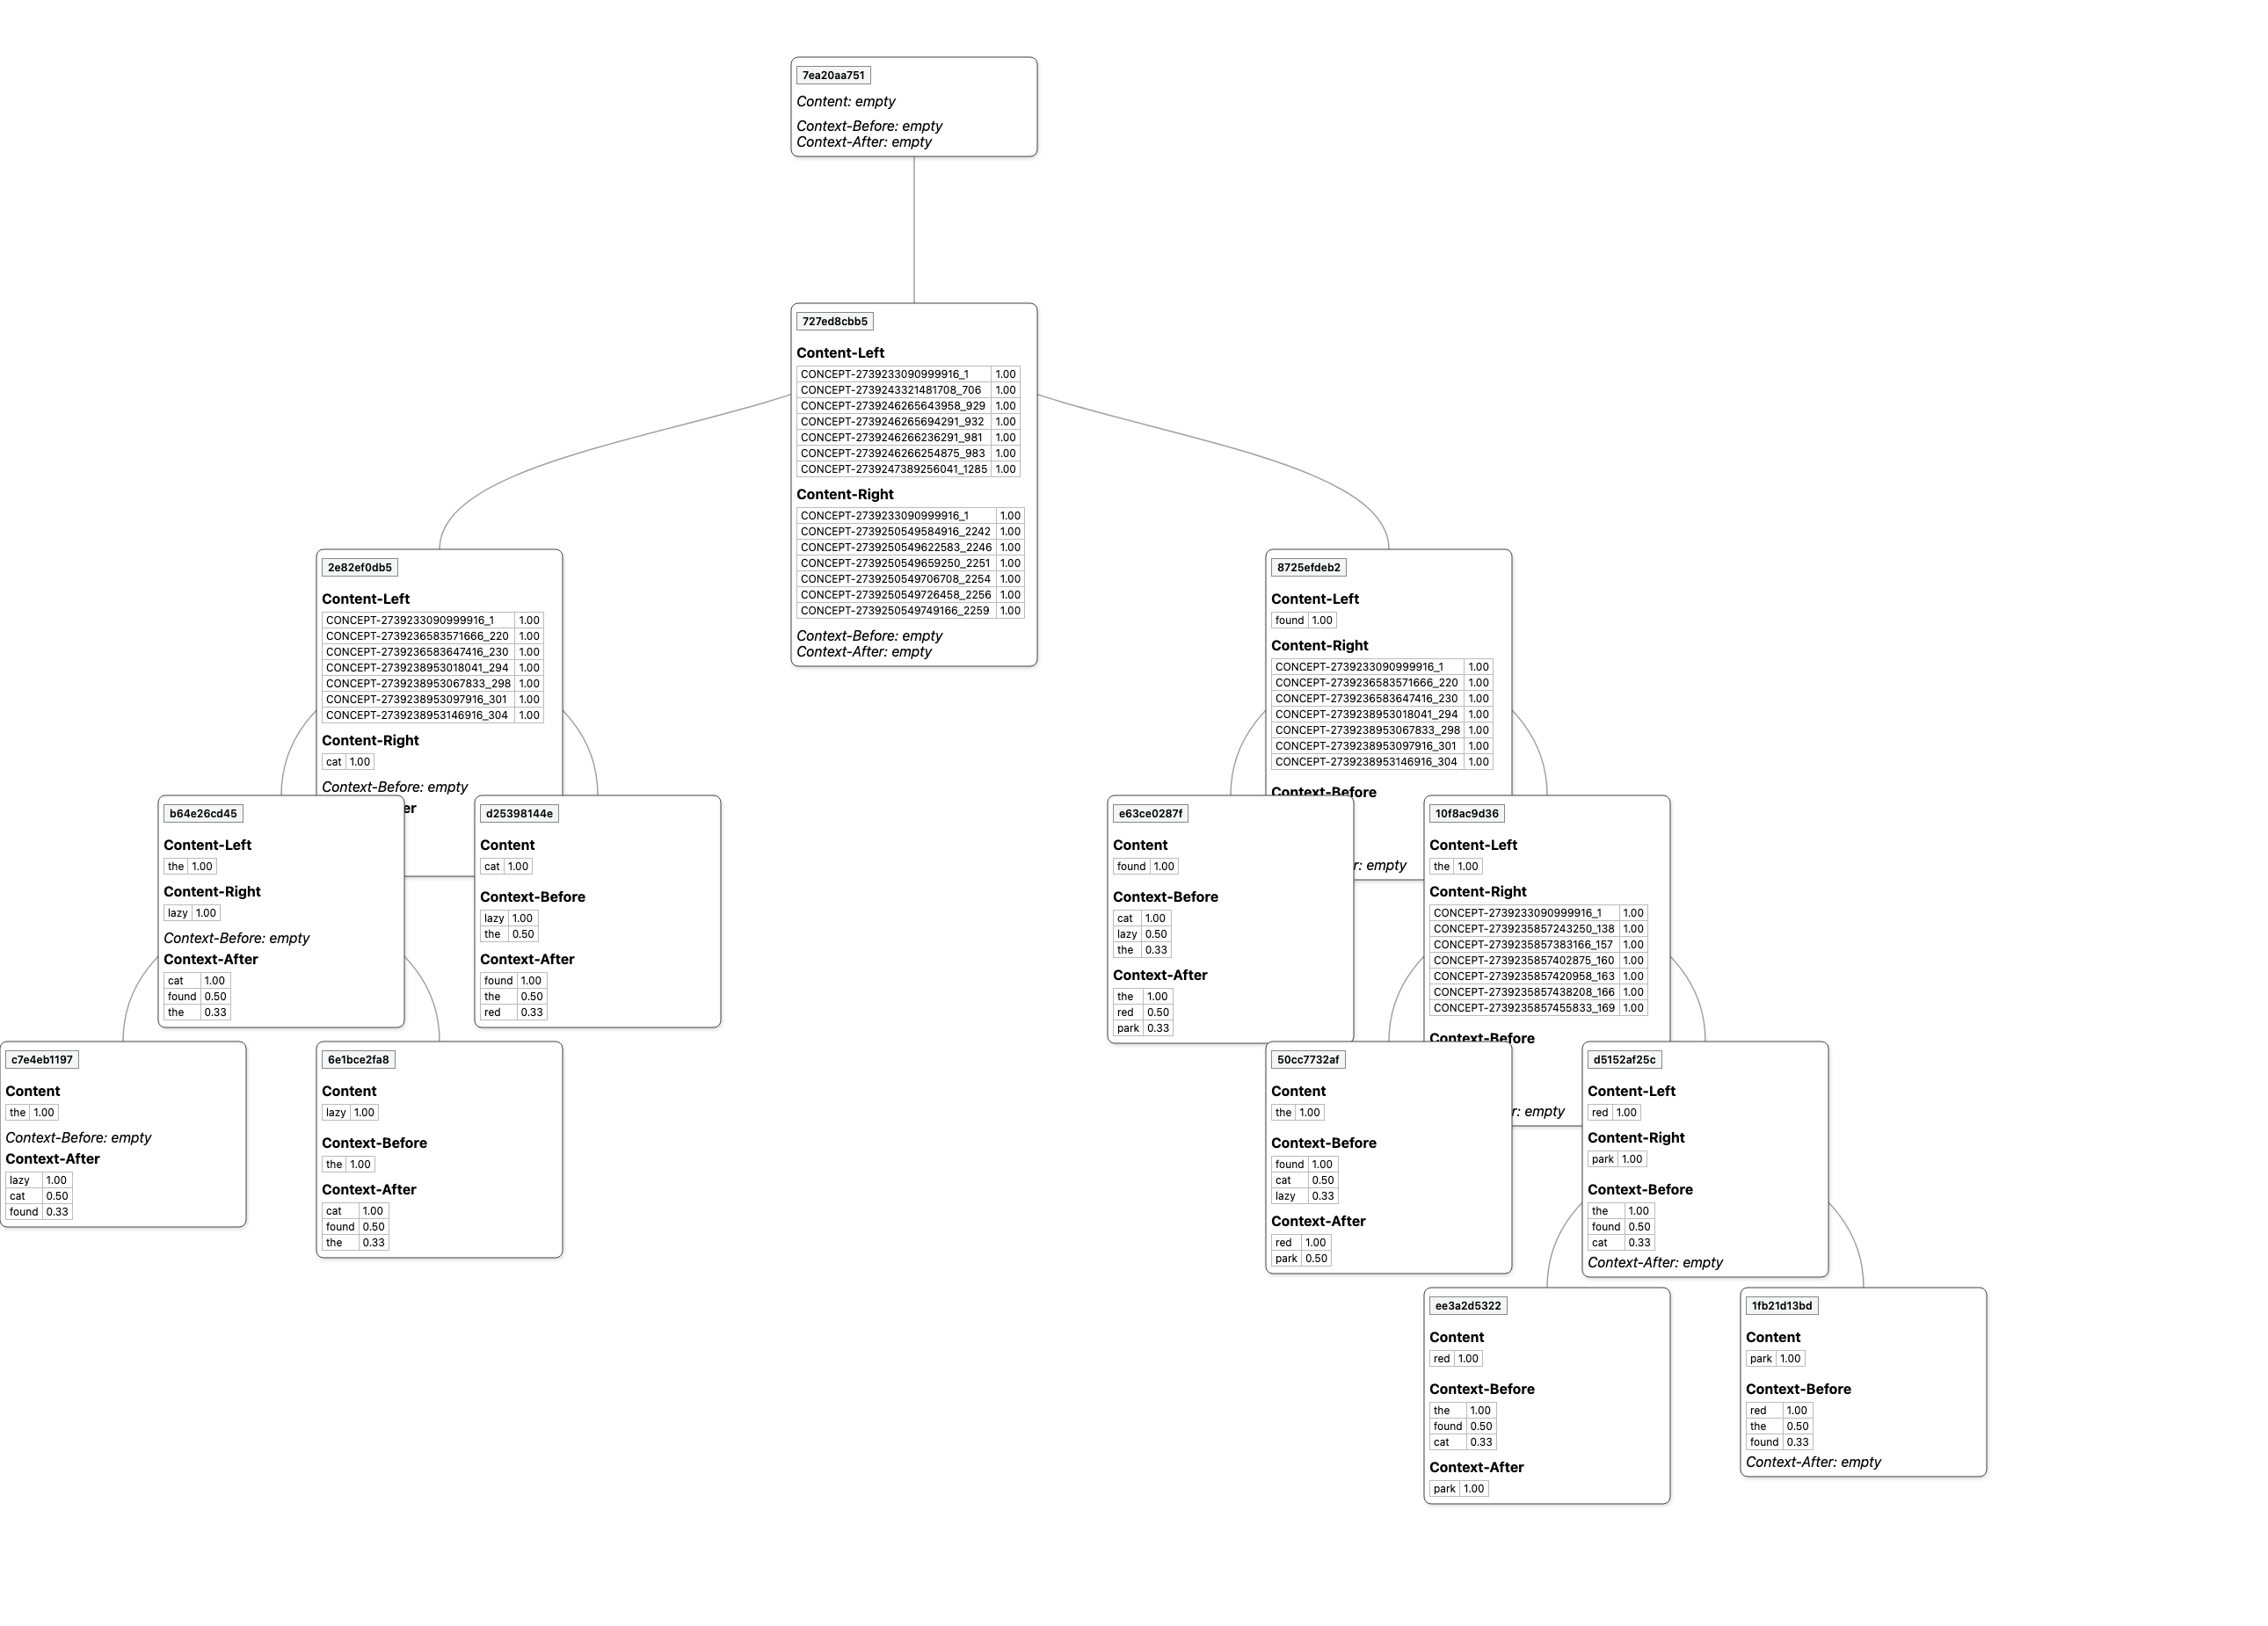 7ea20aa751
Content: empty
Context-Before: empty
Context-After: empty
727ed8cbb5
Content-Left
CONCEPT-2739233090999916_1 1.00
CONCEPT-2739243321481708_706 1.00
CONCEPT-2739246265643958_929 1.00
CONCEPT-2739246265694291_932 1.00
CONCEPT-2739246266236291_981 1.00
CONCEPT-2739246266254875_983 1.00
CONCEPT-2739247389256041_1285 1.00
Content-Right
CONCEPT-2739233090999916_1 1.00
CONCEPT-2739250549584916_2242 1.00
CONCEPT-2739250549622583_2246 1.00
CONCEPT-2739250549659250_2251 1.00
CONCEPT-2739250549706708_2254 1.00
CONCEPT-2739250549726458_2256 1.00
CONCEPT-2739250549749166_2259 1.00
Context-Before: empty
Context-After: empty
2e82ef0db5
Content-Left
CONCEPT-2739233090999916_1 1.00
CONCEPT-2739236583571666_220 1.00
CONCEPT-2739236583647416_230 1.00
CONCEPT-2739238953018041_294 1.00
CONCEPT-2739238953067833_298 1.00
CONCEPT-2739238953097916_301 1.00
CONCEPT-2739238953146916_304 1.00
Content-Right
cat 1.00
Context-Before: empty
er
8725efdeb2
Content-Left
found 1.00
Content-Right
CONCEPT-2739233090999916_1 1.00
CONCEPT-2739236583571666_220 1.00
CONCEPT-2739236583647416_230 1.00
CONCEPT-2739238953018041_294 1.00
CONCEPT-2739238953067833_298 1.00
CONCEPT-2739238953097916_301 1.00
CONCEPT-2739238953146916_304 1.00
Context-Before
r: empty
b64e26cd45
Content-Left
the 1.00
Content-Right
lazy 1.00
Context-Before: empty
Context-After
cat 1.00
found 0.50
the 0.33
d25398144e
Content
cat 1.00
Context-Before
lazy 1.00
the 0.50
Context-After
found 1.00
the 0.50
red 0.33
e63ce0287f
Content
found 1.00
Context-Before
cat 1.00
lazy 0.50
the 0.33
Context-After
the 1.00
red 0.50
park 0.33
10f8ac9d36
Content-Left
the 1.00
Content-Right
CONCEPT-2739233090999916_1 1.00
CONCEPT-2739235857243250_138 1.00
CONCEPT-2739235857383166_157 1.00
CONCEPT-2739235857402875_160 1.00
CONCEPT-2739235857420958_163 1.00
CONCEPT-2739235857438208_166 1.00
CONCEPT-2739235857455833_169 1.00
Context-Before
r: empty
c7e4eb1197
Content
the 1.00
Context-Before: empty
Context-After
lazy 1.00
cat 0.50
found 0.33
6e1bce2fa8
Content
lazy 1.00
Context-Before
the 1.00
Context-After
cat 1.00
found 0.50
the 0.33
50cc7732af
Content
the 1.00
Context-Before
found 1.00
cat 0.50
lazy 0.33
Context-After
red 1.00
park 0.50
d5152af25c
Content-Left
red 1.00
Content-Right
park 1.00
Context-Before
the 1.00
found 0.50
cat 0.33
Context-After: empty
ee3a2d5322
Content
red 1.00
Context-Before
the 1.00
found 0.50
cat 0.33
Context-After
park 1.00
1fb21d13bd
Content
park 1.00
Context-Before
red 1.00
the 0.50
found 0.33
Context-After: empty